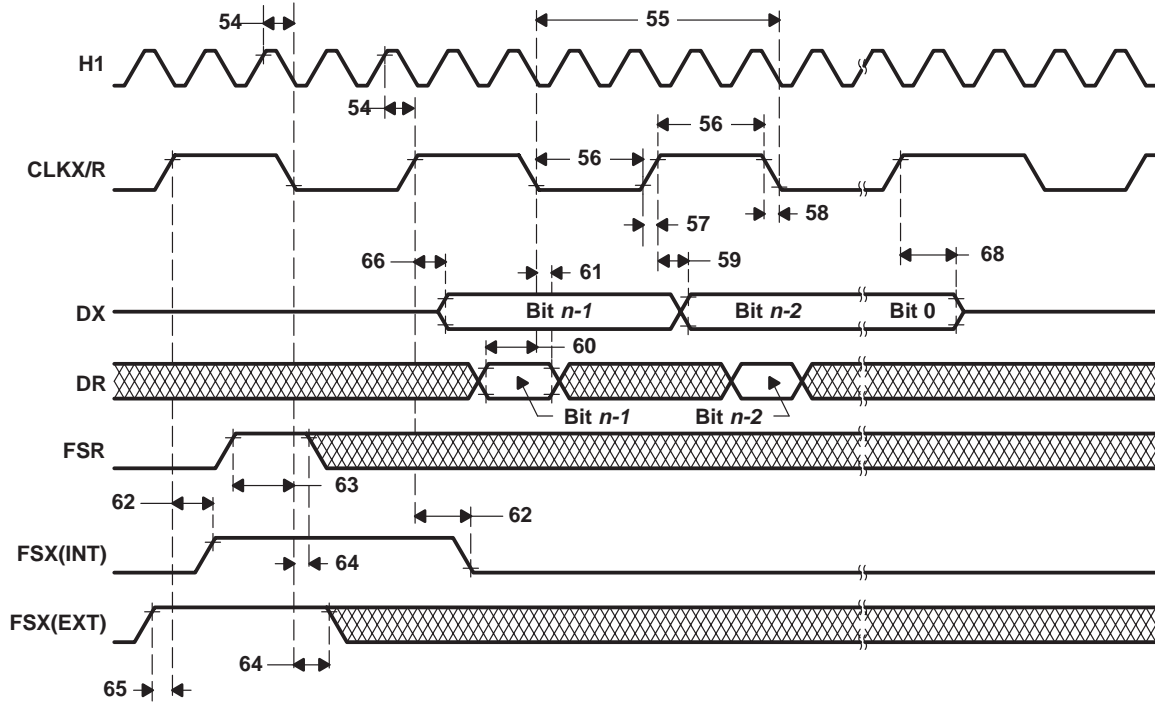 54 55
H1
54
56
56
CLKX/R
57 58
66 61 59 68
DX Bit n-1 Bit n-2 Bit 0
60
DR
Bit n-1 Bit n-2
FSR
63
62 62
FSX(INT)
64
FSX(EXT)
64
65